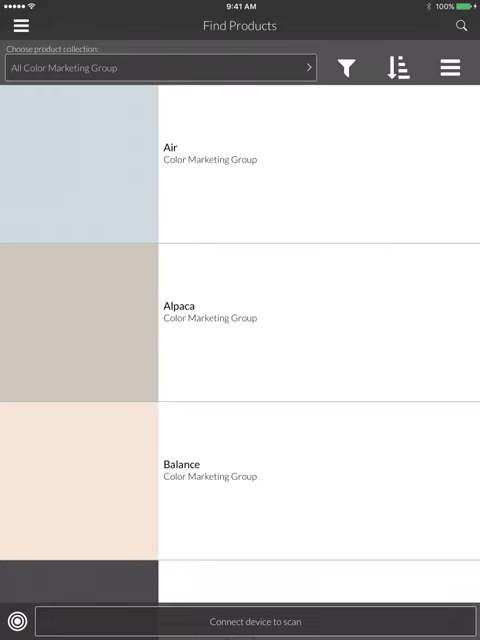 9:41 AM
100%
Find Products
Choose product collection:
All Color Marketing Group
Air
Color Marketing Group
Alpaca
Color Marketing Group
Balance
Color Marketing Group
Connect device to scan